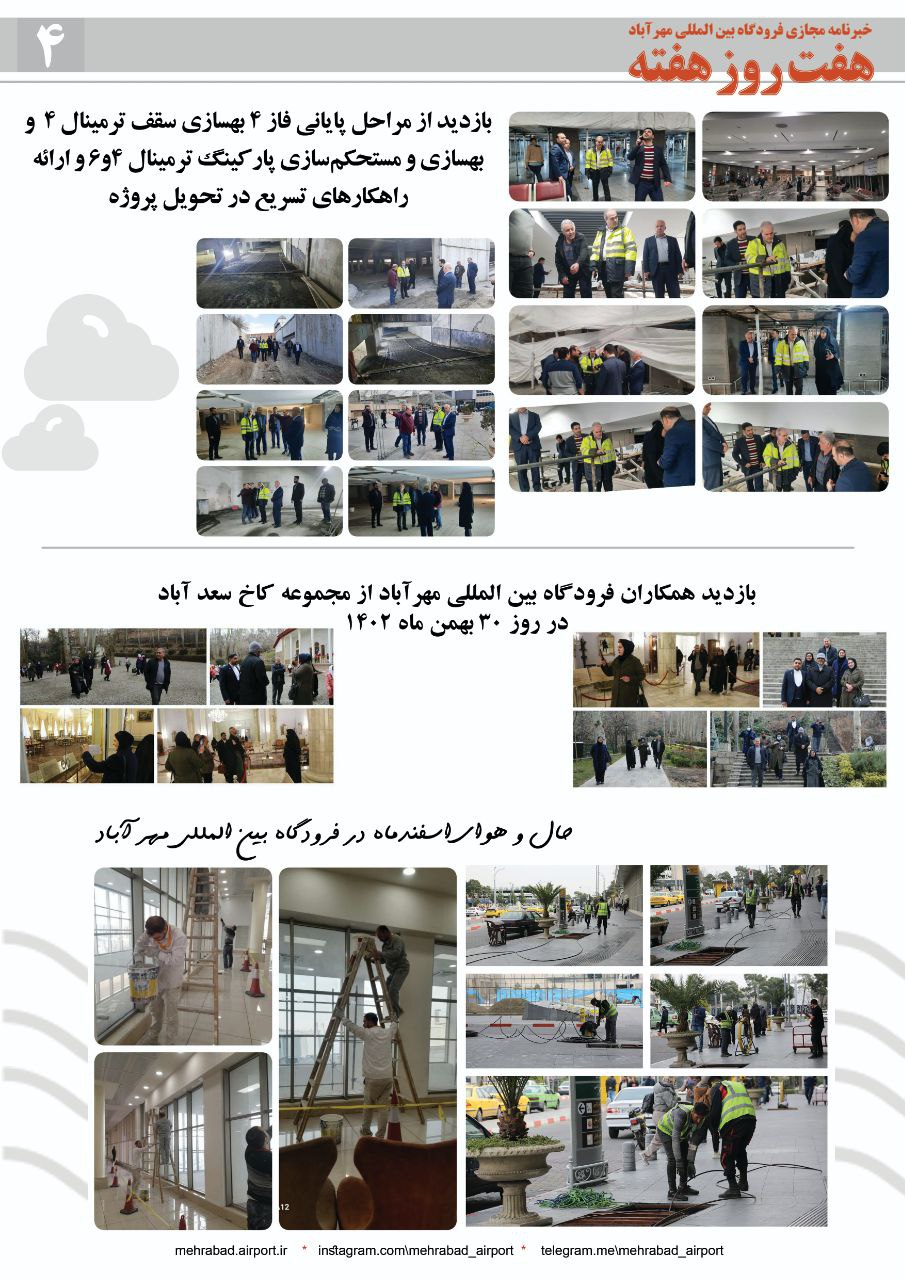 ۴
خبرنامه مجازی فرودگاه بین المللی مهرآباد
هفت روز هفته
بازدید از مراحل پایانی فاز ۴ بهسازی سقف ترمینال ۴ و
بهسازی و مستحکم‌سازی پارکینگ ترمینال ۴و۶ و ارائه
راهکارهای تسریع در تحویل پروژه
بازدید همکاران فرودگاه بین المللی مهرآباد از مجموعه کاخ سعد آباد
در روز ۳۰ بهمن ماه ۱۴۰۲
حال و هوای اسفندماه در فرودگاه بین المللی مهرآباد
mehrabad.airport.ir * instagram.com\mehrabad_airport * telegram.me\mehrabad_airport